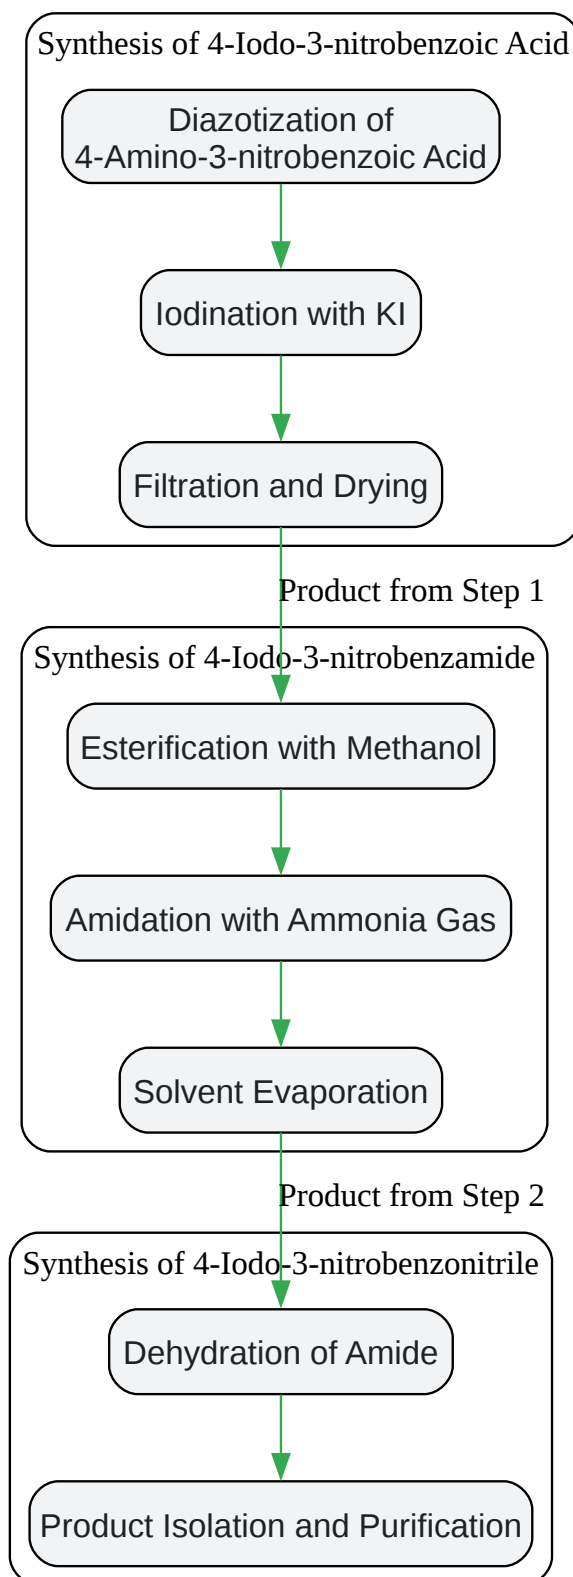 Synthesis of 4-Iodo-3-nitrobenzoic Acid
Diazotization of
4-Amino-3-nitrobenzoic Acid
Iodination with KI
Filtration and Drying
Product from Step 1
Synthesis of 4-Iodo-3-nitrobenzamide
Esterification with Methanol
Amidation with Ammonia Gas
Solvent Evaporation
Product from Step 2
Synthesis of 4-Iodo-3-nitrobenzonitrile
Dehydration of Amide
Product Isolation and Purification